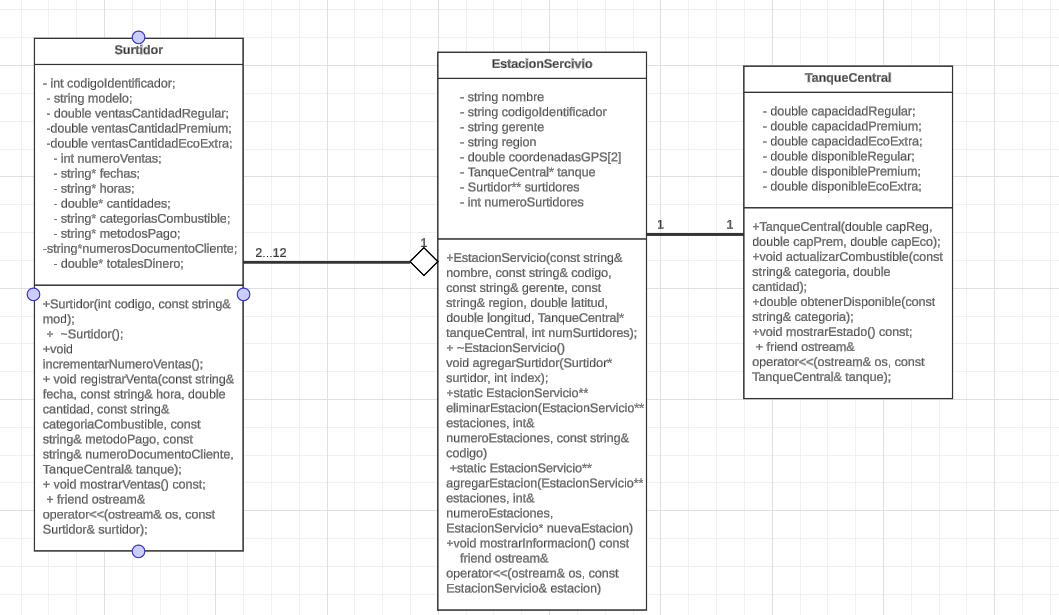 Surtidor
- int codigoIdentificador;
- string modelo;
- double ventasCantidadRegular;
-double ventasCantidadPremium;
-double ventasCantidadEcoExtra;
- int numeroVentas;
- string* fechas;
- string* horas;
- double* cantidades;
- string* categoriasCombustible;
- string* metodosPago;
-string*numerosDocumentoCliente;
- double* totalesDinero;
+Surtidor(int codigo, const string&
mod);
+ ~Surtidor();
+void
incrementarNumeroVentas();
+ void registrarVenta(const string&
fecha, const string& hora, double
cantidad, const string&
categoriaCombustible, const
string& metodoPago, const
string& numeroDocumentoCliente,
TanqueCentral& tanque);
+ void mostrarVentas() const;
+ friend ostream&
operator<<(ostream& os, const
Surtidor& surtidor);
2...12
1
EstacionSercivio
- string nombre
- string codigoIdentificador
- string gerente
- string region
- double coordenadasGPS[2]
- TanqueCentral* tanque
- Surtidor** surtidores
- int numeroSurtidores
+EstacionServicio(const string&
nombre, const string& codigo,
const string& gerente, const
string& region, double latitud,
double longitud, TanqueCentral*
tanqueCentral, int numSurtidores);
+ ~EstacionServicio()
void agregarSurtidor(Surtidor*
surtidor, int index);
+static EstacionServicio**
eliminarEstacion(EstacionServicio**
estaciones, int&
numeroEstaciones, const string&
codigo)
+static EstacionServicio**
agregarEstacion(EstacionServicio**
estaciones, int&
numeroEstaciones,
EstacionServicio* nuevaEstacion)
+void mostrarInformacion() const
friend ostream&
operator<<(ostream& os, const
EstacionServicio& estacion)
1
1
TanqueCentral
- double capacidadRegular;
- double capacidadPremium;
- double capacidadEcoExtra;
- double disponibleRegular;
- double disponiblePremium;
- double disponibleEcoExtra;
+TanqueCentral(double capReg,
double capPrem, double capEco);
+void actualizarCombustible(const
string& categoria, double
cantidad);
+double obtenerDisponible(const
string& categoria);
+void mostrarEstado() const;
+ friend ostream&
operator<<(ostream& os, const
TanqueCentral& tanque);